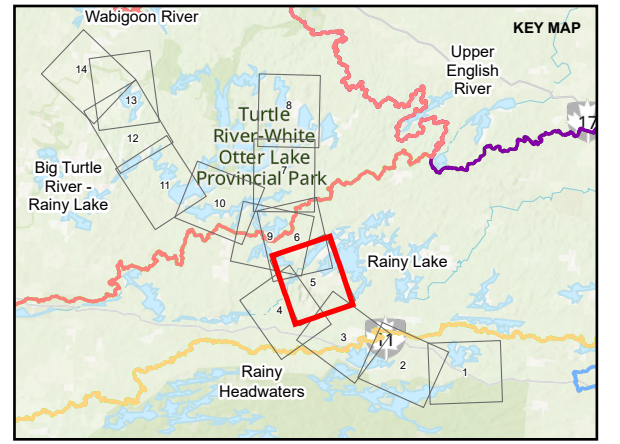 Wabigoon River
KEY MAP
Upper
English
River
14
13
8
17
Turtle
River-White
Otter Lake
Provincial Park
12
7
Big Turtle
River -
Rainy Lake
11
10
9
6
Rainy Lake
5
4
3
11
2
1
Rainy
Headwaters